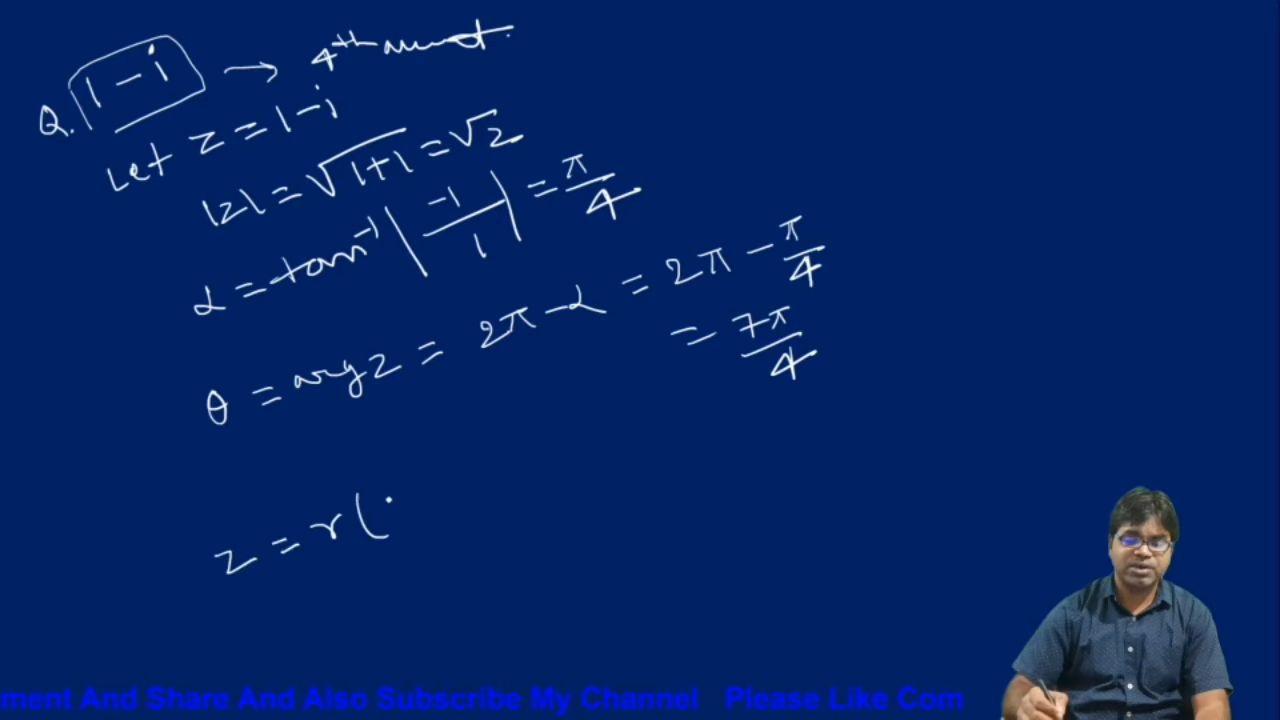 Q. 1 - i → 4th
Let z = 1 - i
|z| = √1+1 = √2
α = tan⁻¹ |-1/1| = π/4
θ = arg z = 2π - α = 2π - π/4
= 7π/4
z = r(
ment And Share And Also Subscribe My Channel Please Like Com